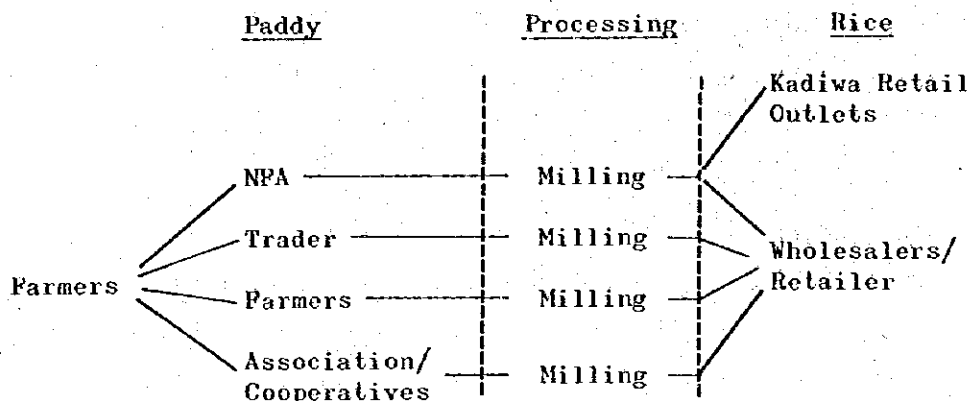 Paddy Processing Rice
Kadiwa Retail
Outlets
NFA Milling
Trader Milling Wholesalers/
Farmers Retailer
Farmers Milling
Association/
Cooperatives Milling